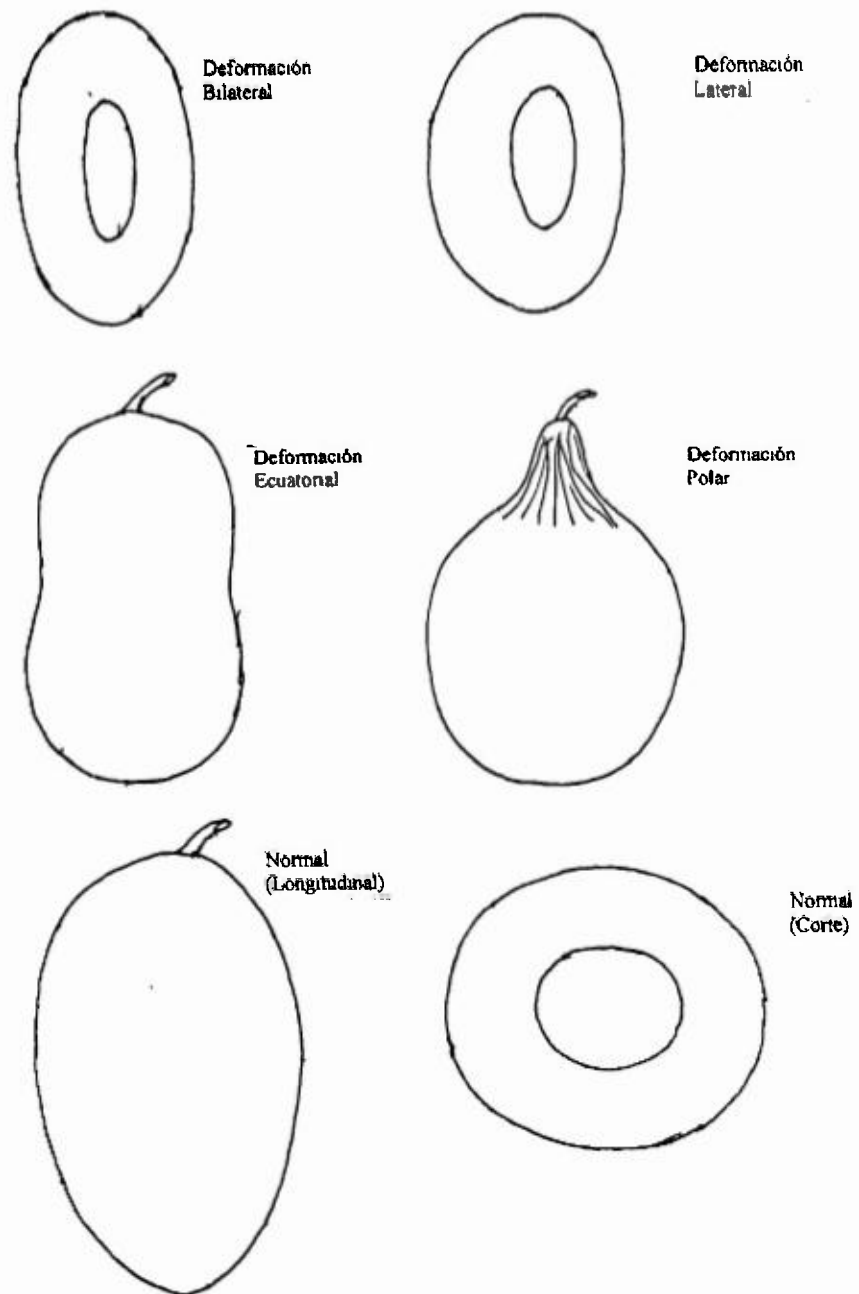 Deformación
Bilateral
Deformación
Lateral
Deformación
Ecuatorial
Deformación
Polar
Normal
(Longitudinal)
Normal
(Corte)